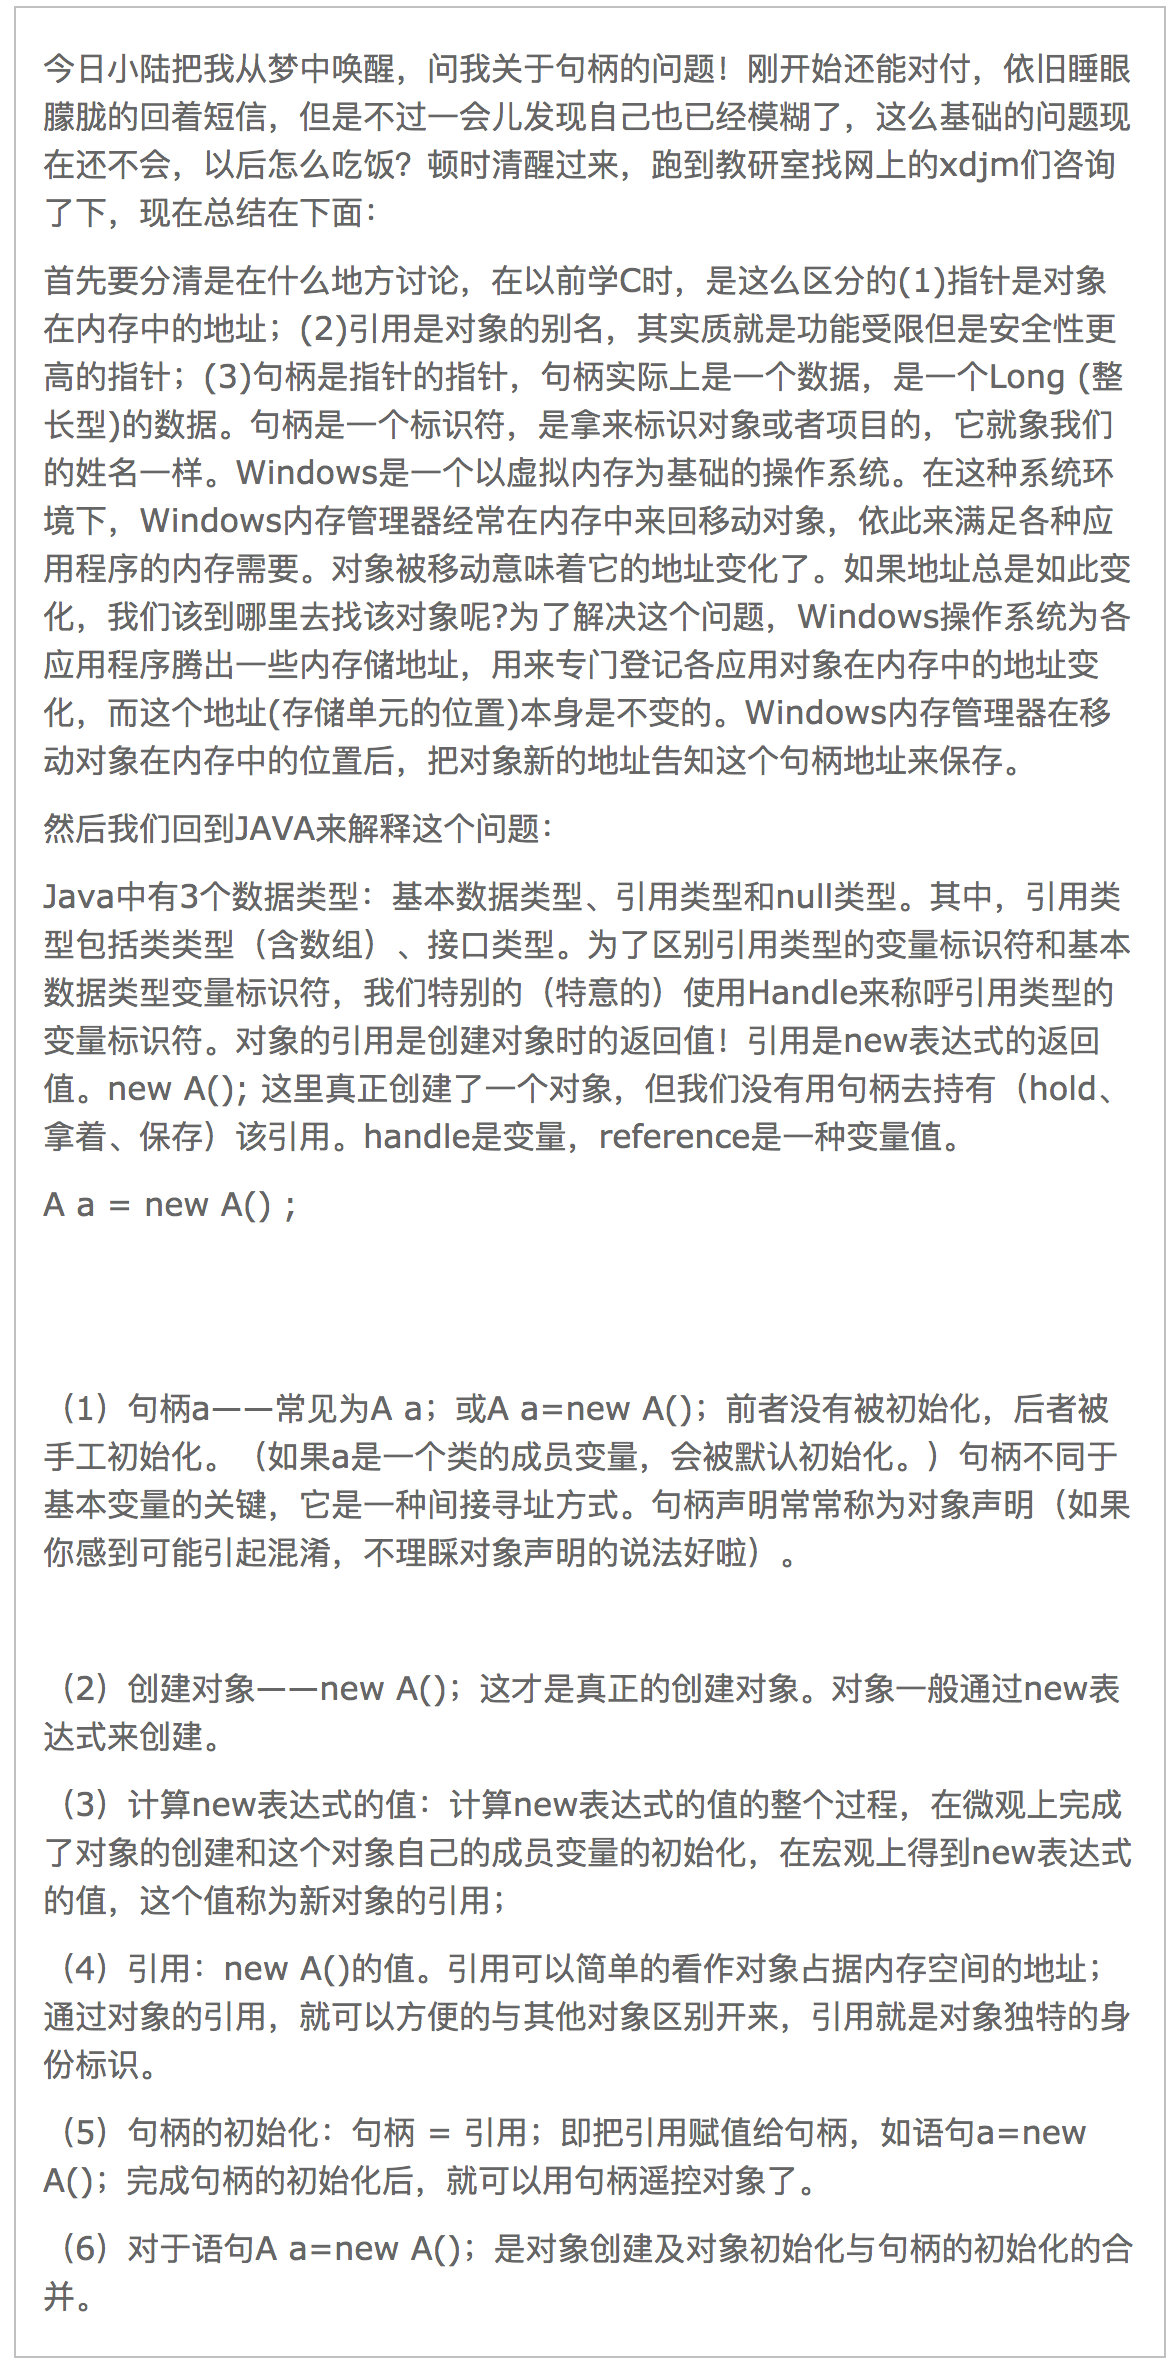 今日小陆把我从梦中唤醒，问我关于句柄的问题！刚开始还能对付，依旧睡眼
朦胧的回着短信，但是不过一会儿发现自己也已经模糊了，这么基础的问题现
在还不会，以后怎么吃饭？顿时清醒过来，跑到教研室找网上的xdjm们咨询
了下，现在总结在下面：
首先要分清是在什么地方讨论，在以前学C时，是这么区分的(1)指针是对象
在内存中的地址；(2)引用是对象的别名，其实质就是功能受限但是安全性更
高的指针；(3)句柄是指针的指针，句柄实际上是一个数据，是一个Long (整
长型)的数据。句柄是一个标识符，是拿来标识对象或者项目的，它就象我们
的姓名一样。Windows是一个以虚拟内存为基础的操作系统。在这种系统环
境下，Windows内存管理器经常在内存中来回移动对象，依此来满足各种应
用程序的内存需要。对象被移动意味着它的地址变化了。如果地址总是如此变
化，我们该到哪里去找该对象呢?为了解决这个问题，Windows操作系统为各
应用程序腾出一些内存储地址，用来专门登记各应用对象在内存中的地址变
化，而这个地址(存储单元的位置)本身是不变的。Windows内存管理器在移
动对象在内存中的位置后，把对象新的地址告知这个句柄地址来保存。
然后我们回到JAVA来解释这个问题：
Java中有3个数据类型：基本数据类型、引用类型和null类型。其中，引用类
型包括类类型（含数组）、接口类型。为了区别引用类型的变量标识符和基本
数据类型变量标识符，我们特别的（特意的）使用Handle来称呼引用类型的
变量标识符。对象的引用是创建对象时的返回值！引用是new表达式的返回
值。new A(); 这里真正创建了一个对象，但我们没有用句柄去持有（hold、
拿着、保存）该引用。handle是变量，reference是一种变量值。
A a = new A() ;
（1）句柄a——常见为A a；或A a=new A()；前者没有被初始化，后者被
手工初始化。（如果a是一个类的成员变量，会被默认初始化。）句柄不同于
基本变量的关键，它是一种间接寻址方式。句柄声明常常称为对象声明（如果
你感到可能引起混淆，不理睬对象声明的说法好啦）。
（2）创建对象——new A()；这才是真正的创建对象。对象一般通过new表
达式来创建。
（3）计算new表达式的值：计算new表达式的值的整个过程，在微观上完成
了对象的创建和这个对象自己的成员变量的初始化，在宏观上得到new表达式
的值，这个值称为新对象的引用；
（4）引用：new A()的值。引用可以简单的看作对象占据内存空间的地址；
通过对象的引用，就可以方便的与其他对象区别开来，引用就是对象独特的身
份标识。
（5）句柄的初始化：句柄 = 引用；即把引用赋值给句柄，如语句a=new
A()；完成句柄的初始化后，就可以用句柄遥控对象了。
（6）对于语句A a=new A()；是对象创建及对象初始化与句柄的初始化的合
并。